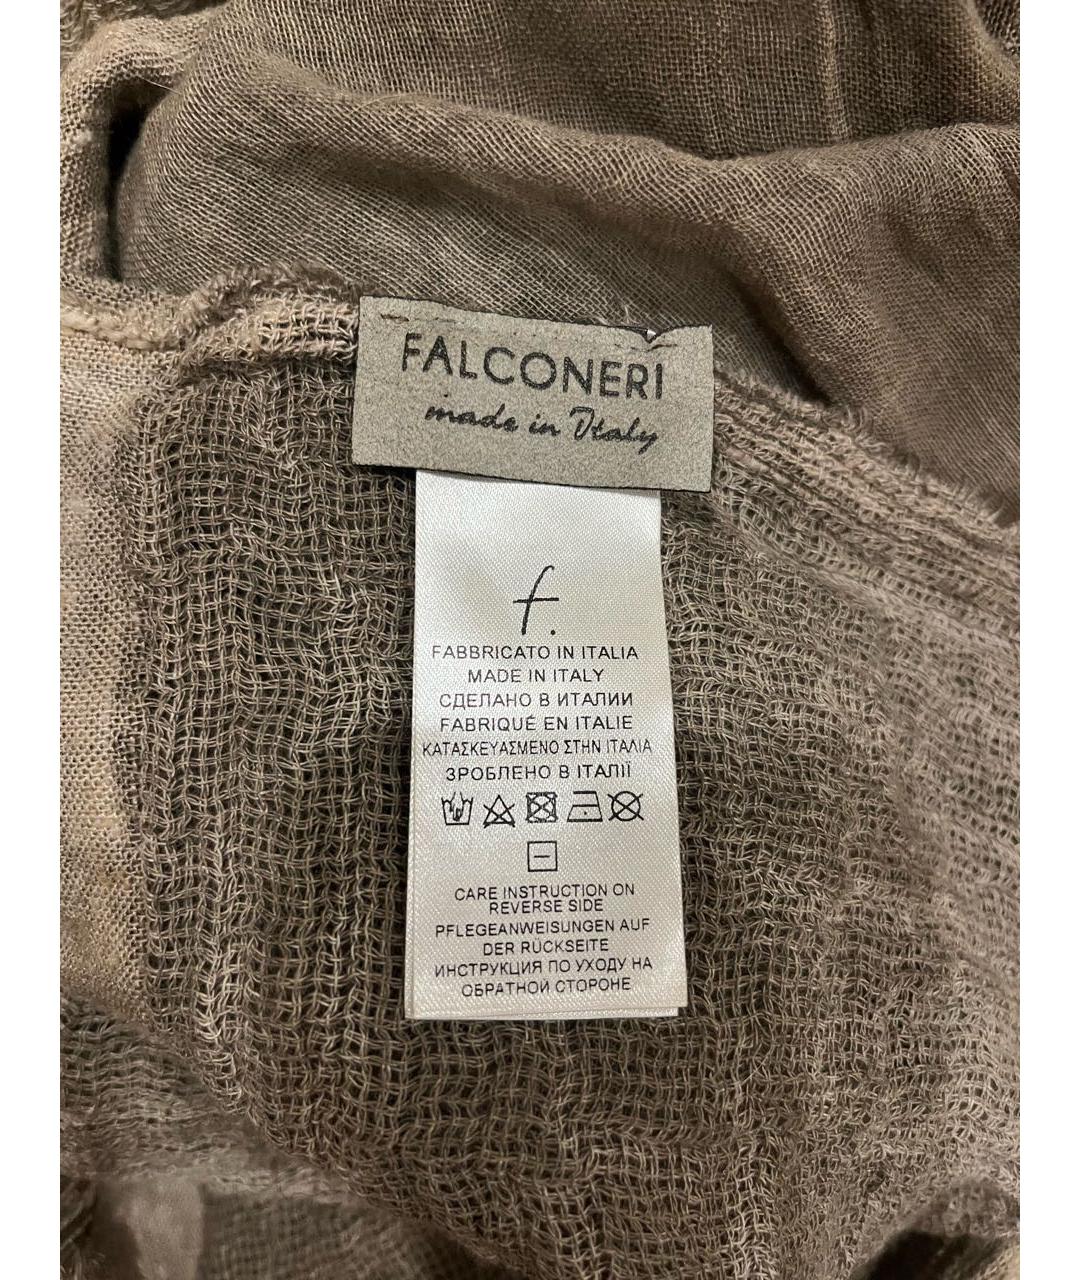 FALCONERI
made in Italy
f.
FABBRICATO IN ITALIA
MADE IN ITALY
СДЕЛАНО В ИТАЛИИ
FABRIQUÉ EN ITALIE
ΚΑΤΑΣΚΕΥΑΣΜΕΝΟ ΣΤΗΝ ΙΤΑΛΙΑ
ЗРОБЛЕНО В ІТАЛІЇ
CARE INSTRUCTION ON
REVERSE SIDE
PFLEGEANWEISUNGEN AUF
DER RÜCKSEITE
ИНСТРУКЦИЯ ПО УХОДУ НА
ОБРАТНОЙ СТОРОНЕ